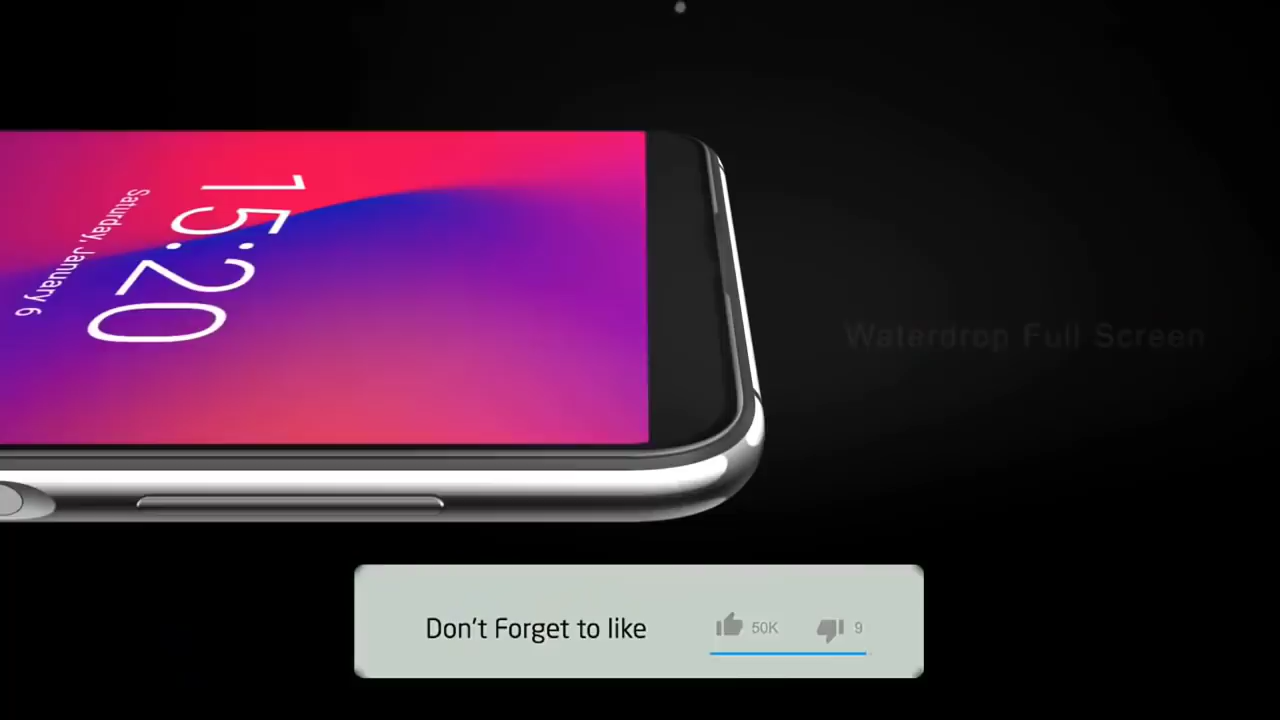 15:20
Saturday, January 6
Waterdrop Full Screen
Don't Forget to like
50K
9